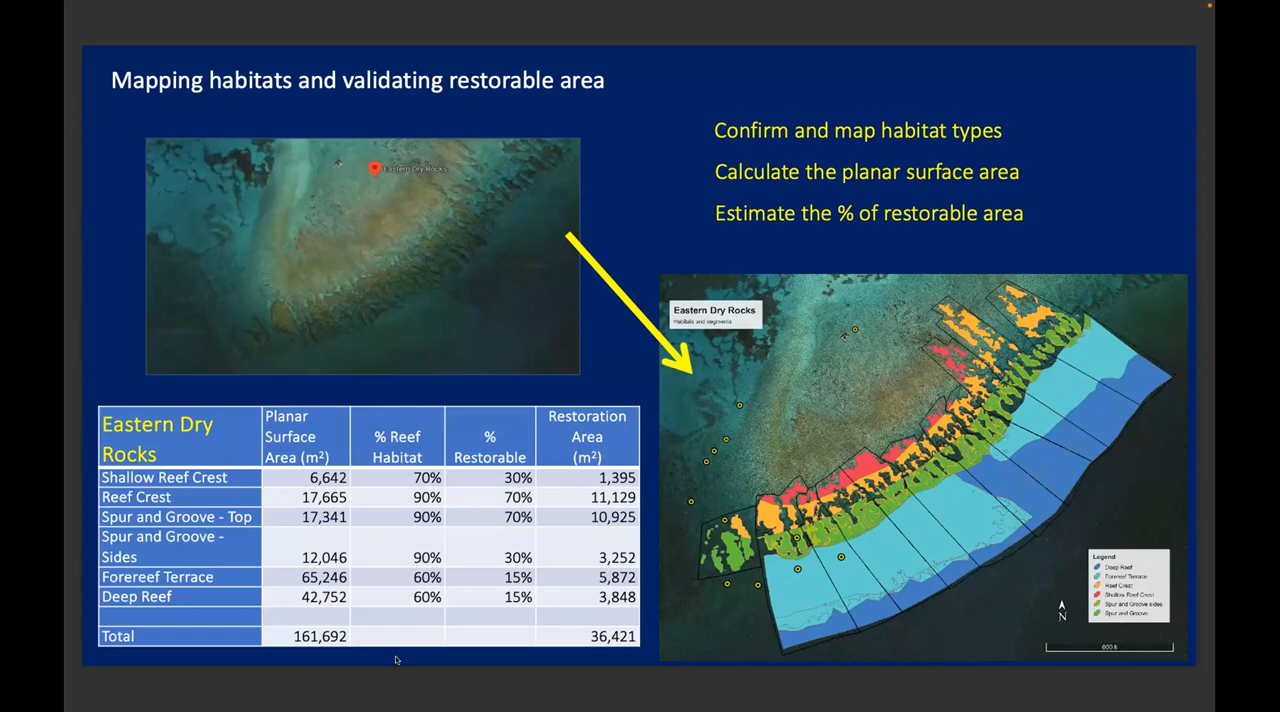 Mapping habitats and validating restorable area
Eastern Dry Rocks
Confirm and map habitat types
Calculate the planar surface area
Estimate the % of restorable area
Eastern Dry Rocks
Habitats and segments
Eastern Dry
Rocks
Planar
Surface
Area (m²)
% Reef
Habitat
%
Restorable
Restoration
Area
(m²)
Shallow Reef Crest 6,642 70% 30% 1,395
Reef Crest 17,665 90% 70% 11,129
Spur and Groove - Top 17,341 90% 70% 10,925
Spur and Groove -
Sides 12,046 90% 30% 3,252
Forereef Terrace 65,246 60% 15% 5,872
Deep Reef 42,752 60% 15% 3,848
Total 161,692 36,421
Legend
Deep Reef
Forereef Terrace
Reef Crest
Shallow Reef Crest
Spur and Groove sides
Spur and Groove
N
600 ft